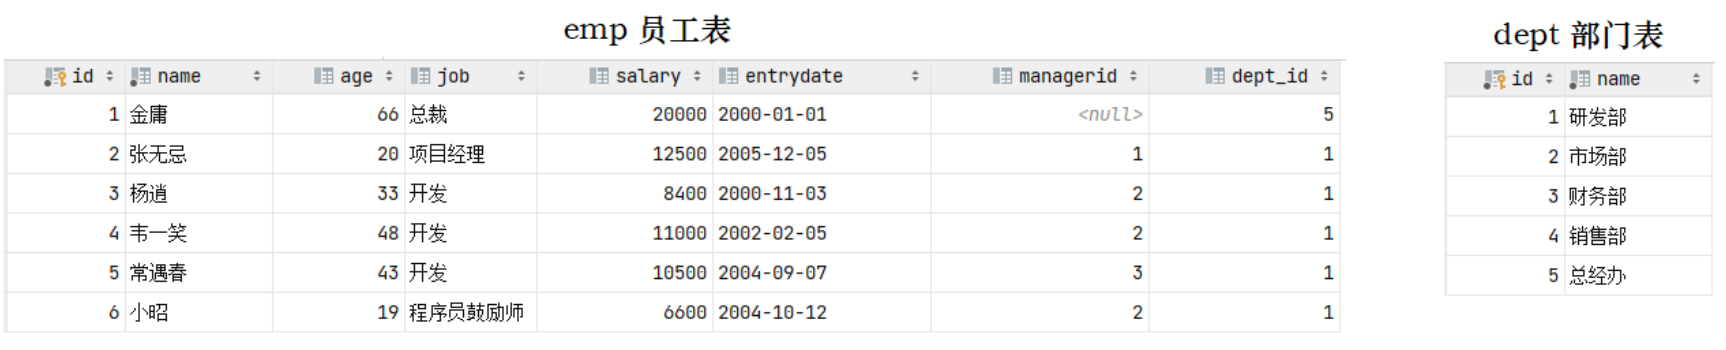 emp 员工表
id name age job salary entrydate managerid dept_id
1 金庸 66 总裁 20000 2000-01-01 <null> 5
2 张无忌 20 项目经理 12500 2005-12-05 1 1
3 杨逍 33 开发 8400 2000-11-03 2 1
4 韦一笑 48 开发 11000 2002-02-05 2 1
5 常遇春 43 开发 10500 2004-09-07 3 1
6 小昭 19 程序员鼓励师 6600 2004-10-12 2 1
dept 部门表
id name
1 研发部
2 市场部
3 财务部
4 销售部
5 总经办